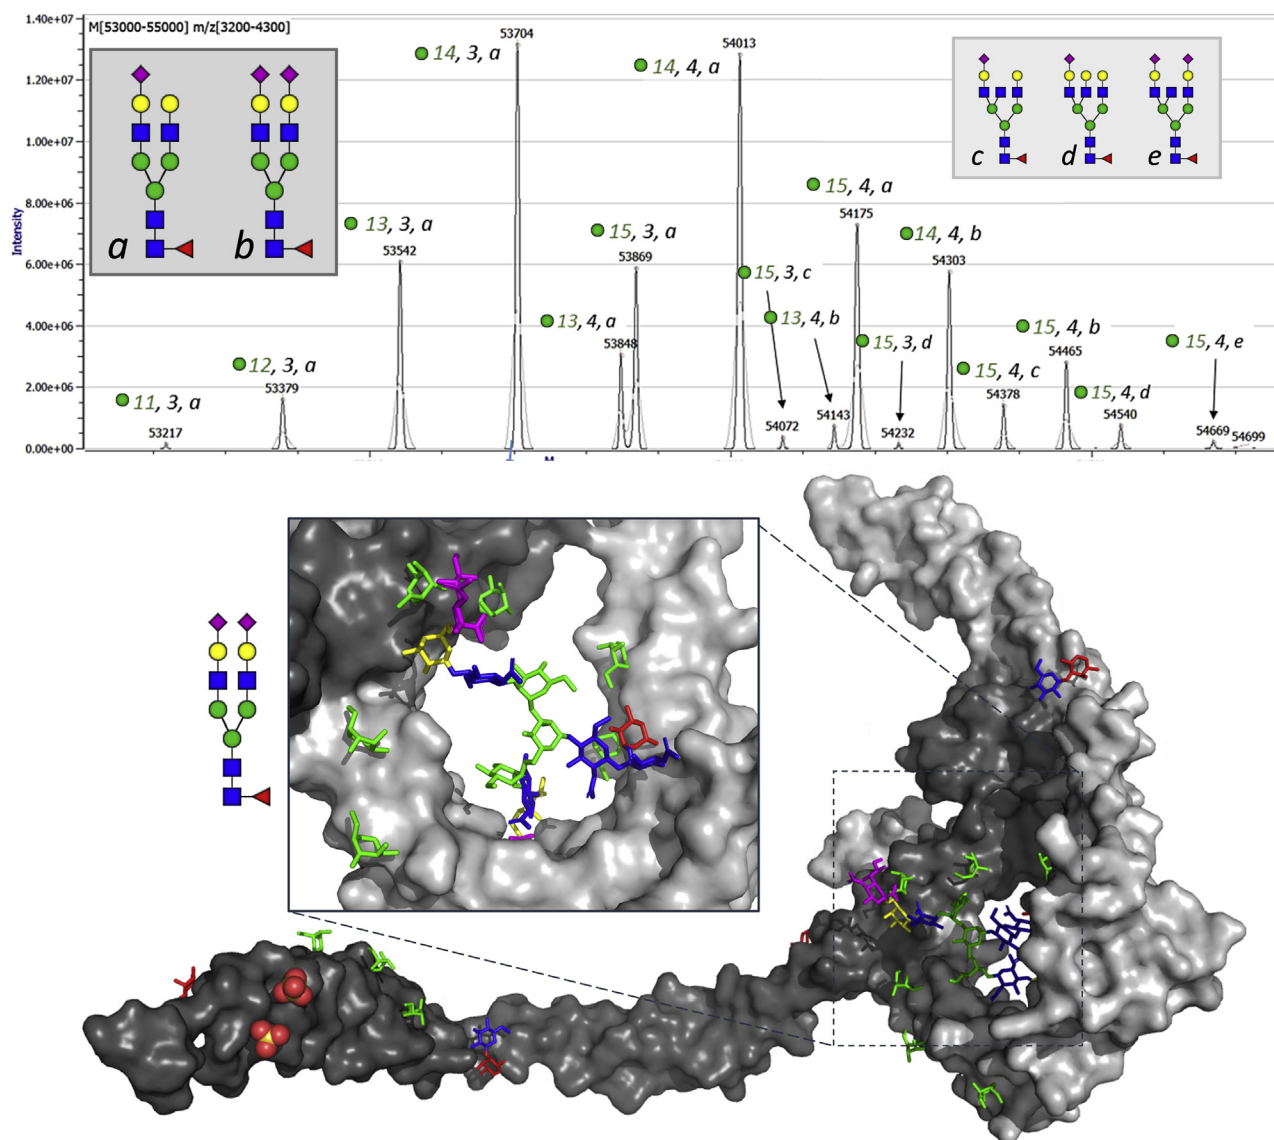 M[53000-55000] m/z[3200-4300]
1.40e+07
1.20e+07
1.00e+07
8.00e+06
6.00e+06
4.00e+06
2.00e+06
0.00e+00
Intensity
a
b
c
d
e
53704
14, 3, a
54013
14, 4, a
15, 4, a
54175
13, 3, a
53542
15, 3, a
53869
14, 4, b
54303
15, 3, c
13, 4, a
53848
13, 4, b
15, 3, d
15, 4, b
54465
15, 4, e
12, 3, a
53379
15, 4, c
54378
11, 3, a
53217
15, 4, d
54540
54072
54143
54232
54669
54699
M